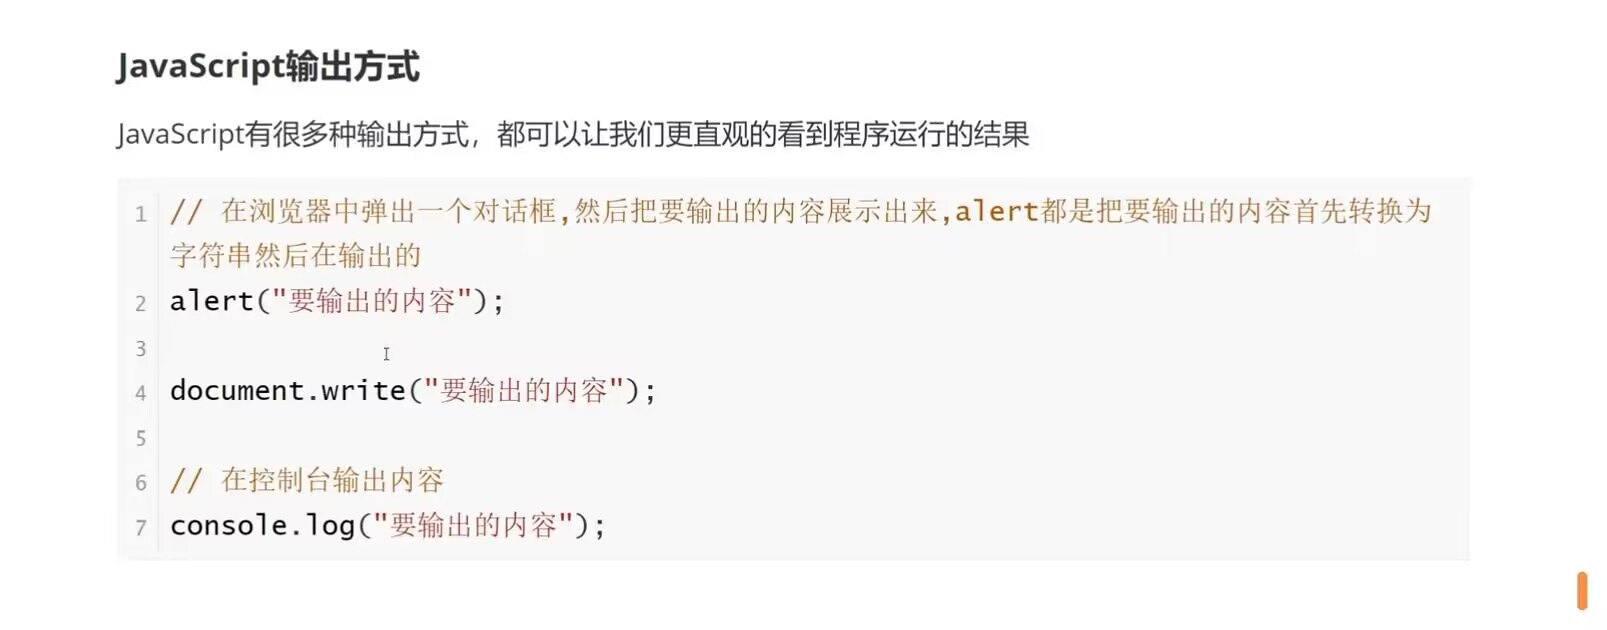 JavaScript输出方式
JavaScript有很多种输出方式，都可以让我们更直观的看到程序运行的结果
1 // 在浏览器中弹出一个对话框,然后把要输出的内容展示出来,alert都是把要输出的内容首先转换为
字符串然后在输出的
2 alert("要输出的内容");
3
4 document.write("要输出的内容");
5
6 // 在控制台输出内容
7 console.log("要输出的内容");